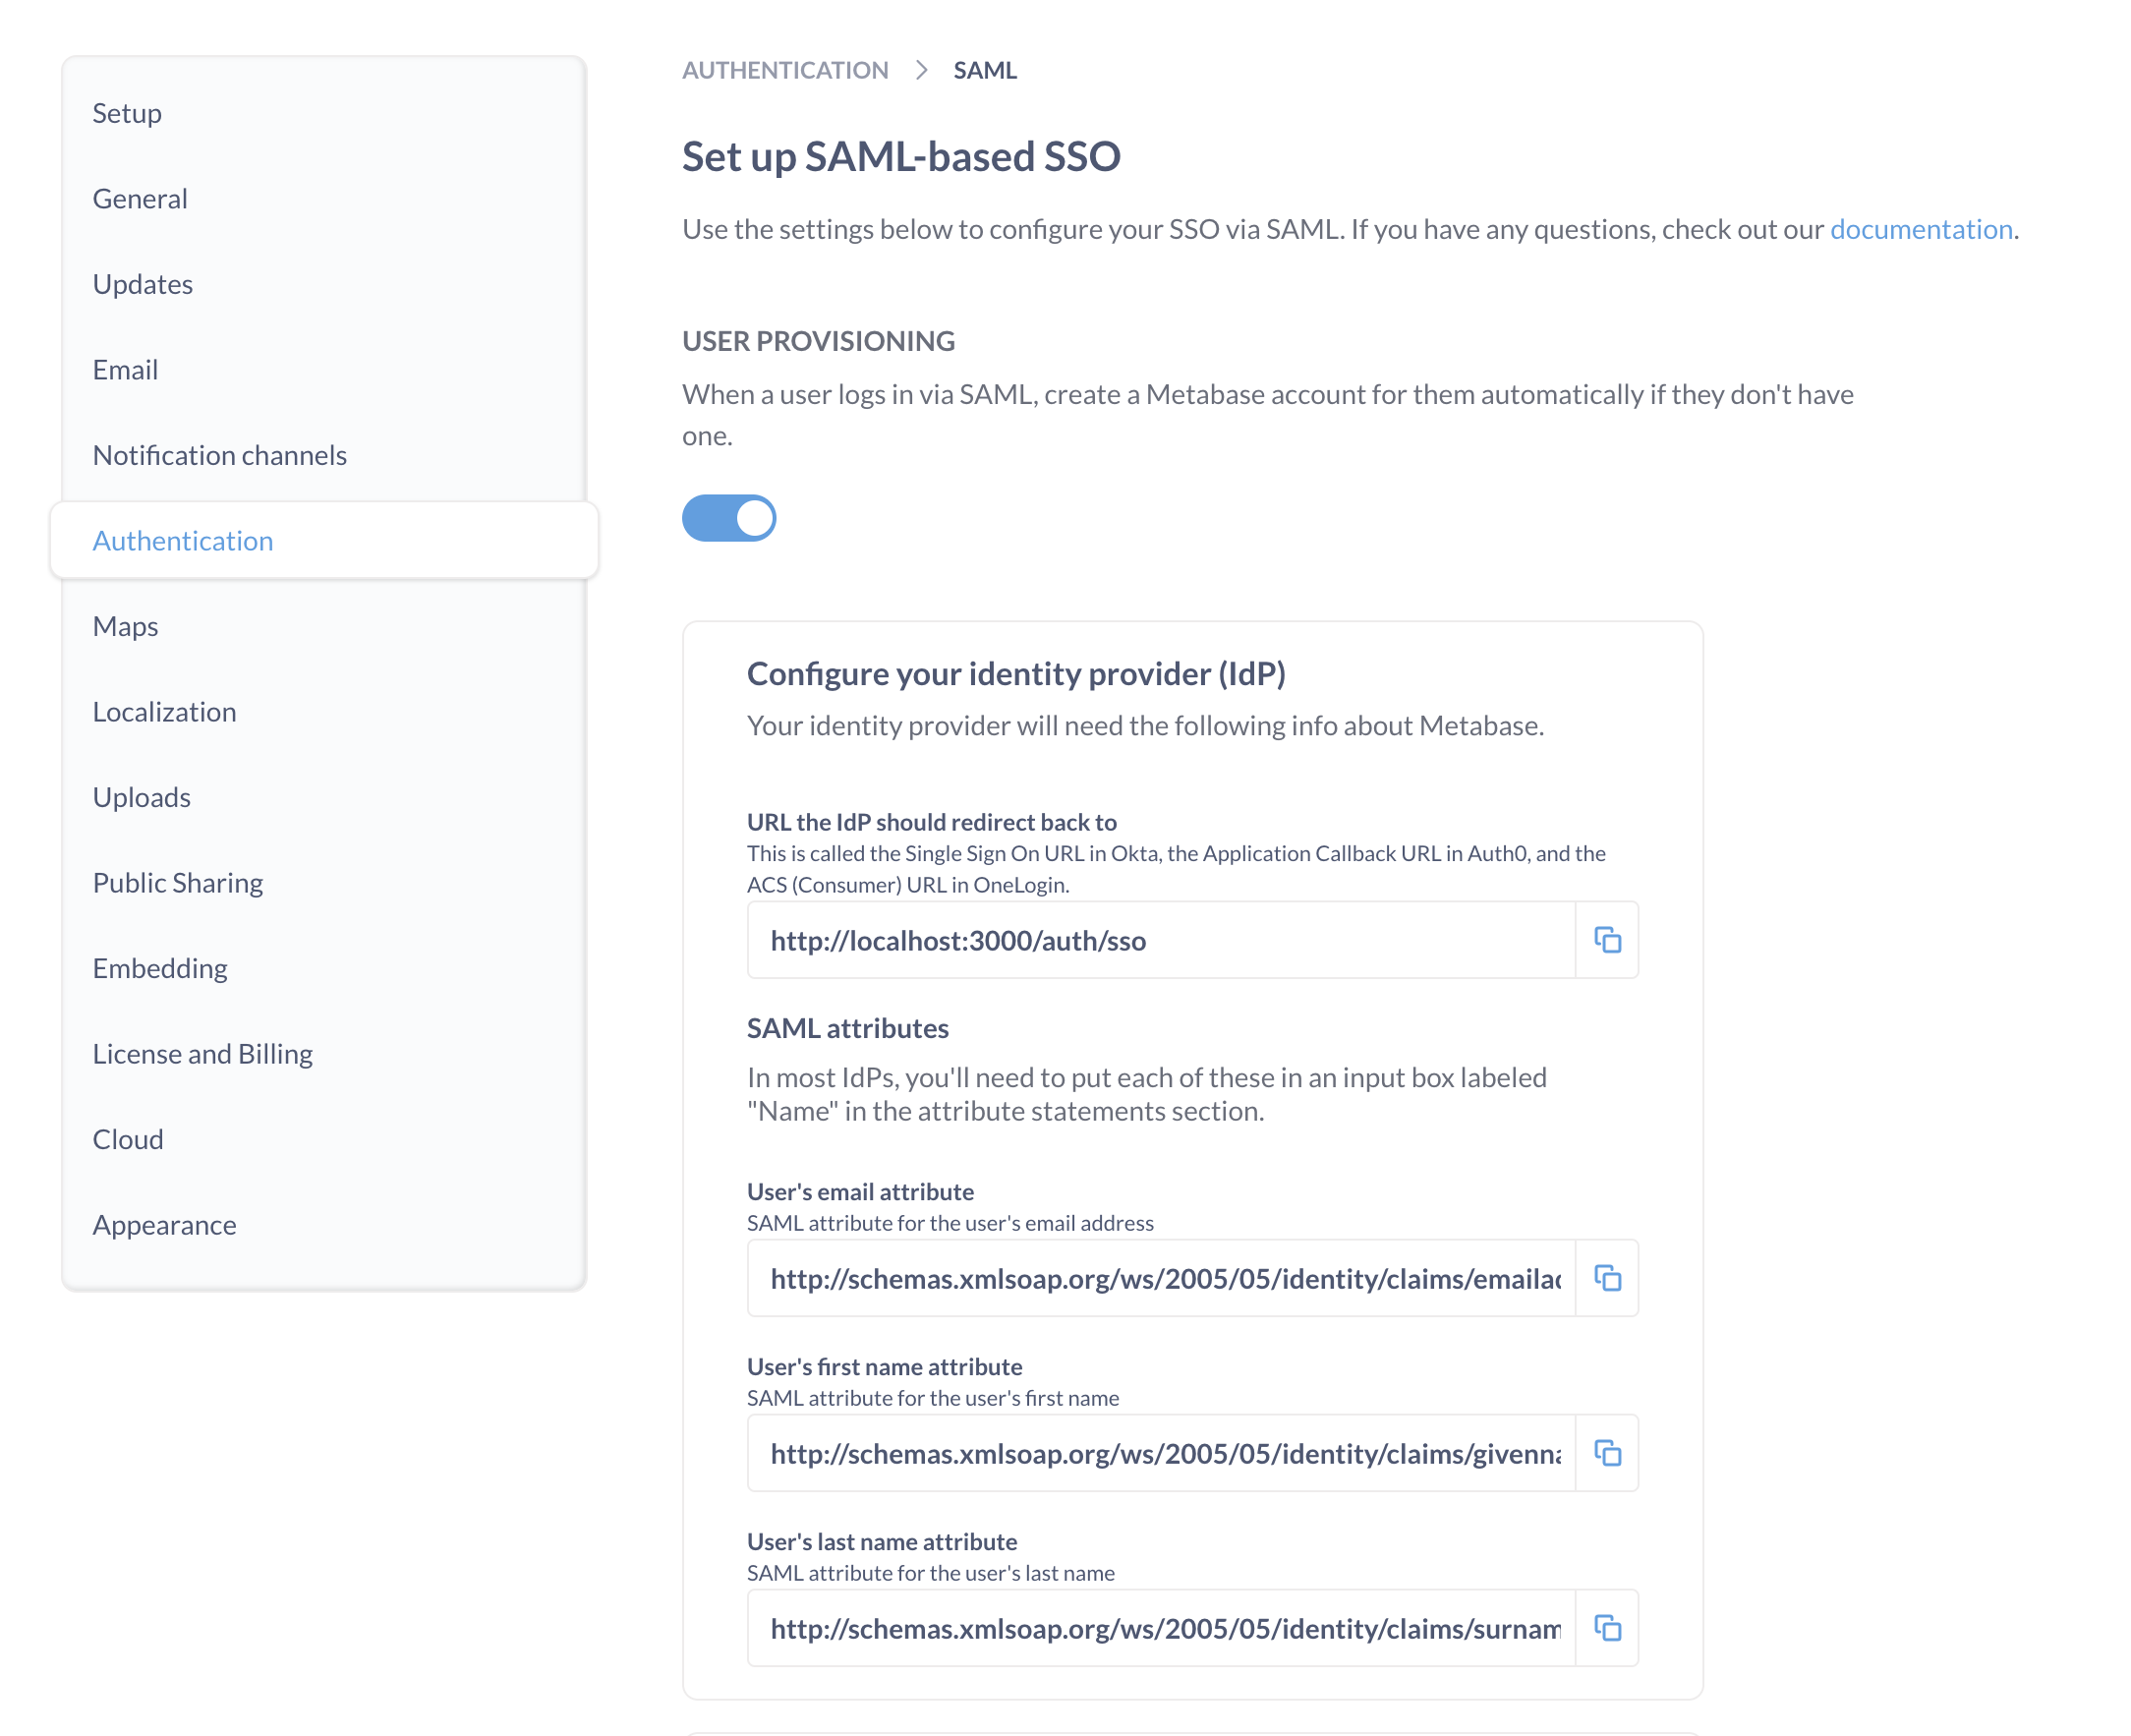 Setup
General
Updates
Email
Notification channels
Authentication
Maps
Localization
Uploads
Public Sharing
Embedding
License and Billing
Cloud
Appearance
AUTHENTICATION > SAML
Set up SAML-based SSO
Use the settings below to configure your SSO via SAML. If you have any questions, check out our documentation.
USER PROVISIONING
When a user logs in via SAML, create a Metabase account for them automatically if they don't have
one.
Configure your identity provider (IdP)
Your identity provider will need the following info about Metabase.
URL the IdP should redirect back to
This is called the Single Sign On URL in Okta, the Application Callback URL in Auth0, and the
ACS (Consumer) URL in OneLogin.
http://localhost:3000/auth/sso
SAML attributes
In most IdPs, you'll need to put each of these in an input box labeled
"Name" in the attribute statements section.
User's email attribute
SAML attribute for the user's email address
http://schemas.xmlsoap.org/ws/2005/05/identity/claims/emailac
User's first name attribute
SAML attribute for the user's first name
http://schemas.xmlsoap.org/ws/2005/05/identity/claims/givenna
User's last name attribute
SAML attribute for the user's last name
http://schemas.xmlsoap.org/ws/2005/05/identity/claims/surnam